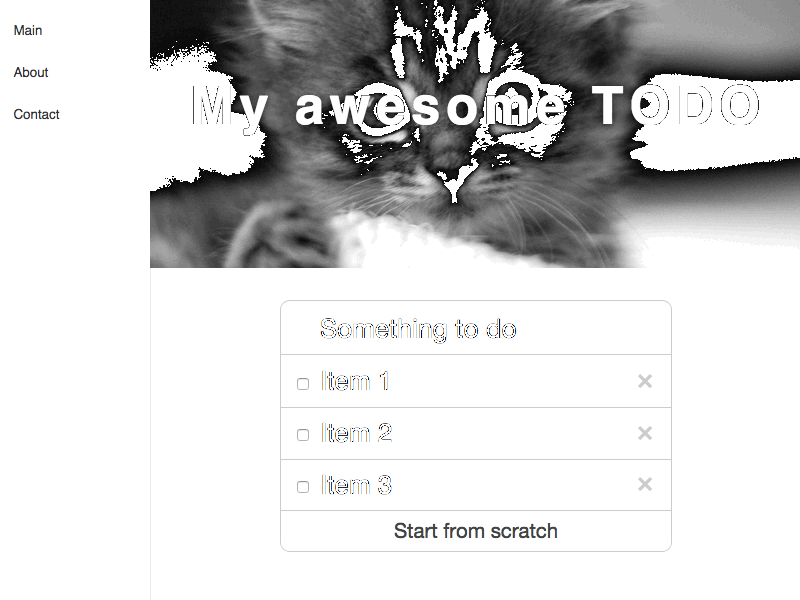 Main
About
Contact
My awesome TODO
Something to do
Item 1
Item 2
Item 3
Start from scratch